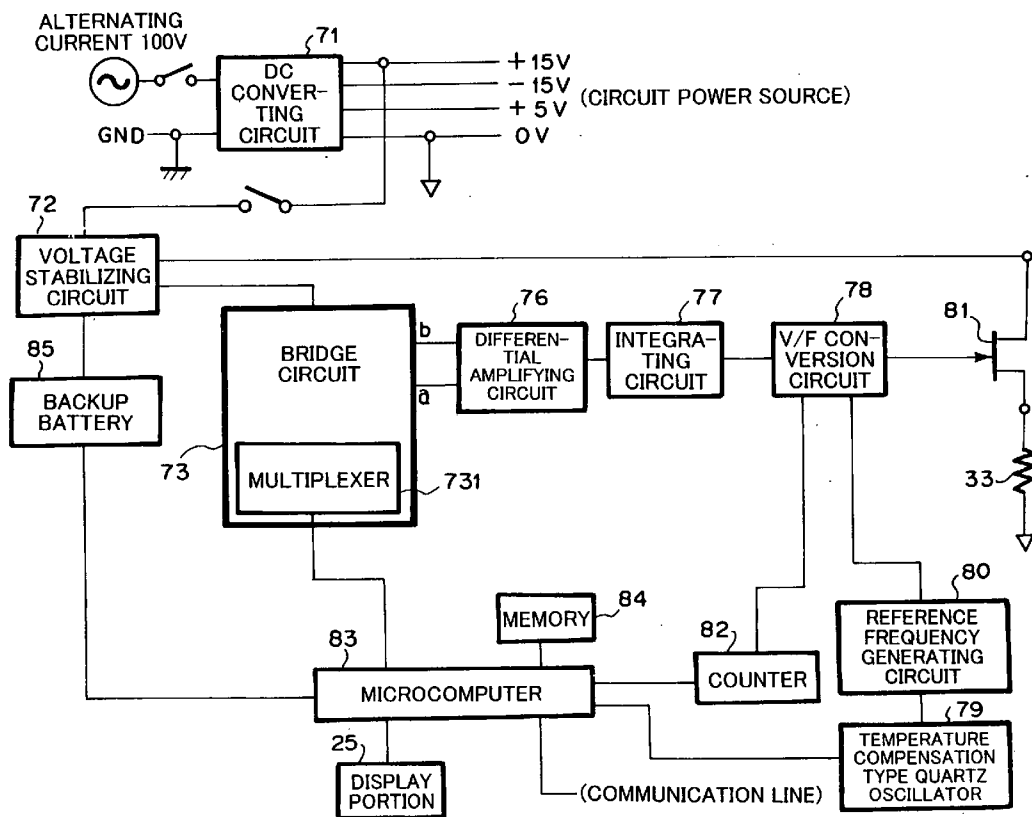 ALTERNATING
CURRENT 100V
71
DC
CONVER-
TING
CIRCUIT
+ 15V
- 15V
+ 5V
0V
(CIRCUIT POWER SOURCE)
GND
72
VOLTAGE
STABILIZING
CIRCUIT
85
BACKUP
BATTERY
73
BRIDGE
CIRCUIT
b
a
MULTIPLEXER
731
76
DIFFEREN-
TIAL
AMPLIFYING
CIRCUIT
77
INTEGRA-
TING
CIRCUIT
78
V/F CON-
VERSION
CIRCUIT
81
33
80
REFERENCE
FREQUENCY
GENERATING
CIRCUIT
79
TEMPERATURE
COMPENSATION
TYPE QUARTZ
OSCILLATOR
82
COUNTER
MEMORY
84
83
MICROCOMPUTER
25
DISPLAY
PORTION
(COMMUNICATION LINE)